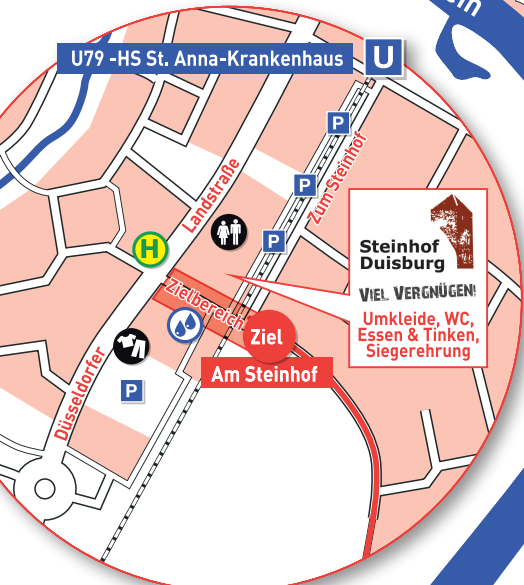 ein
U79 -HS St. Anna-Krankenhaus
U
P
P
Zum Steinhof
Landstraße
P
H
Steinhof
Duisburg
VIEL VERGNÜGEN!
Umkleide, WC,
Essen & Tinken,
Siegerehrung
Zielbereich
Ziel
Am Steinhof
P
Düsseldorfer